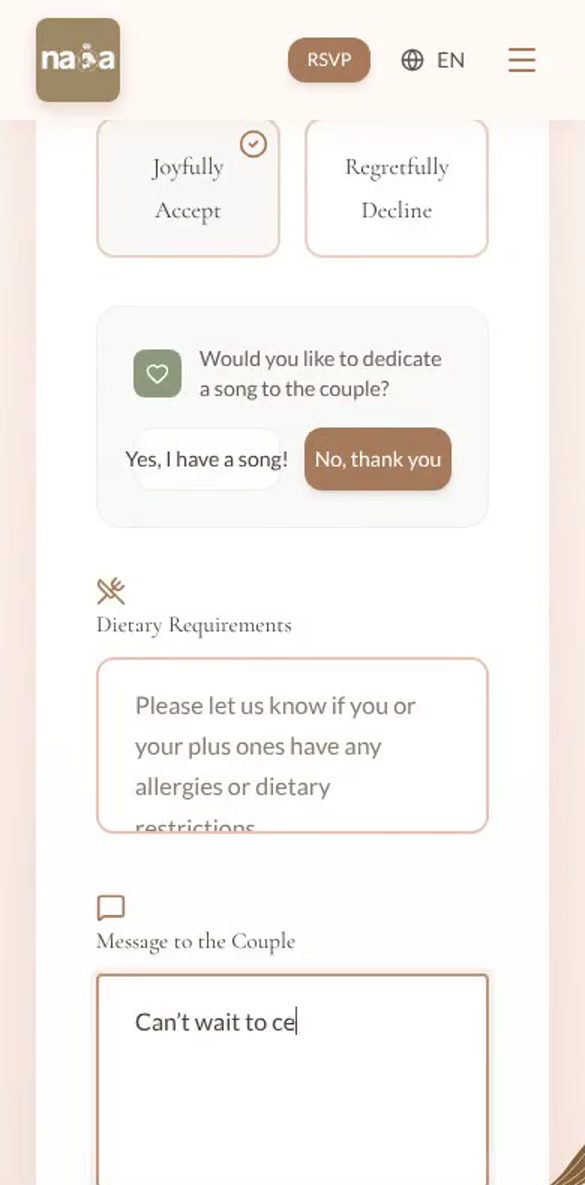 RSVP
EN
Joyfully
Accept
Regretfully
Decline
Would you like to dedicate
a song to the couple?
Yes, I have a song!
No, thank you
Dietary Requirements
Please let us know if you or
your plus ones have any
allergies or dietary
restrictions
Message to the Couple
Can’t wait to ce